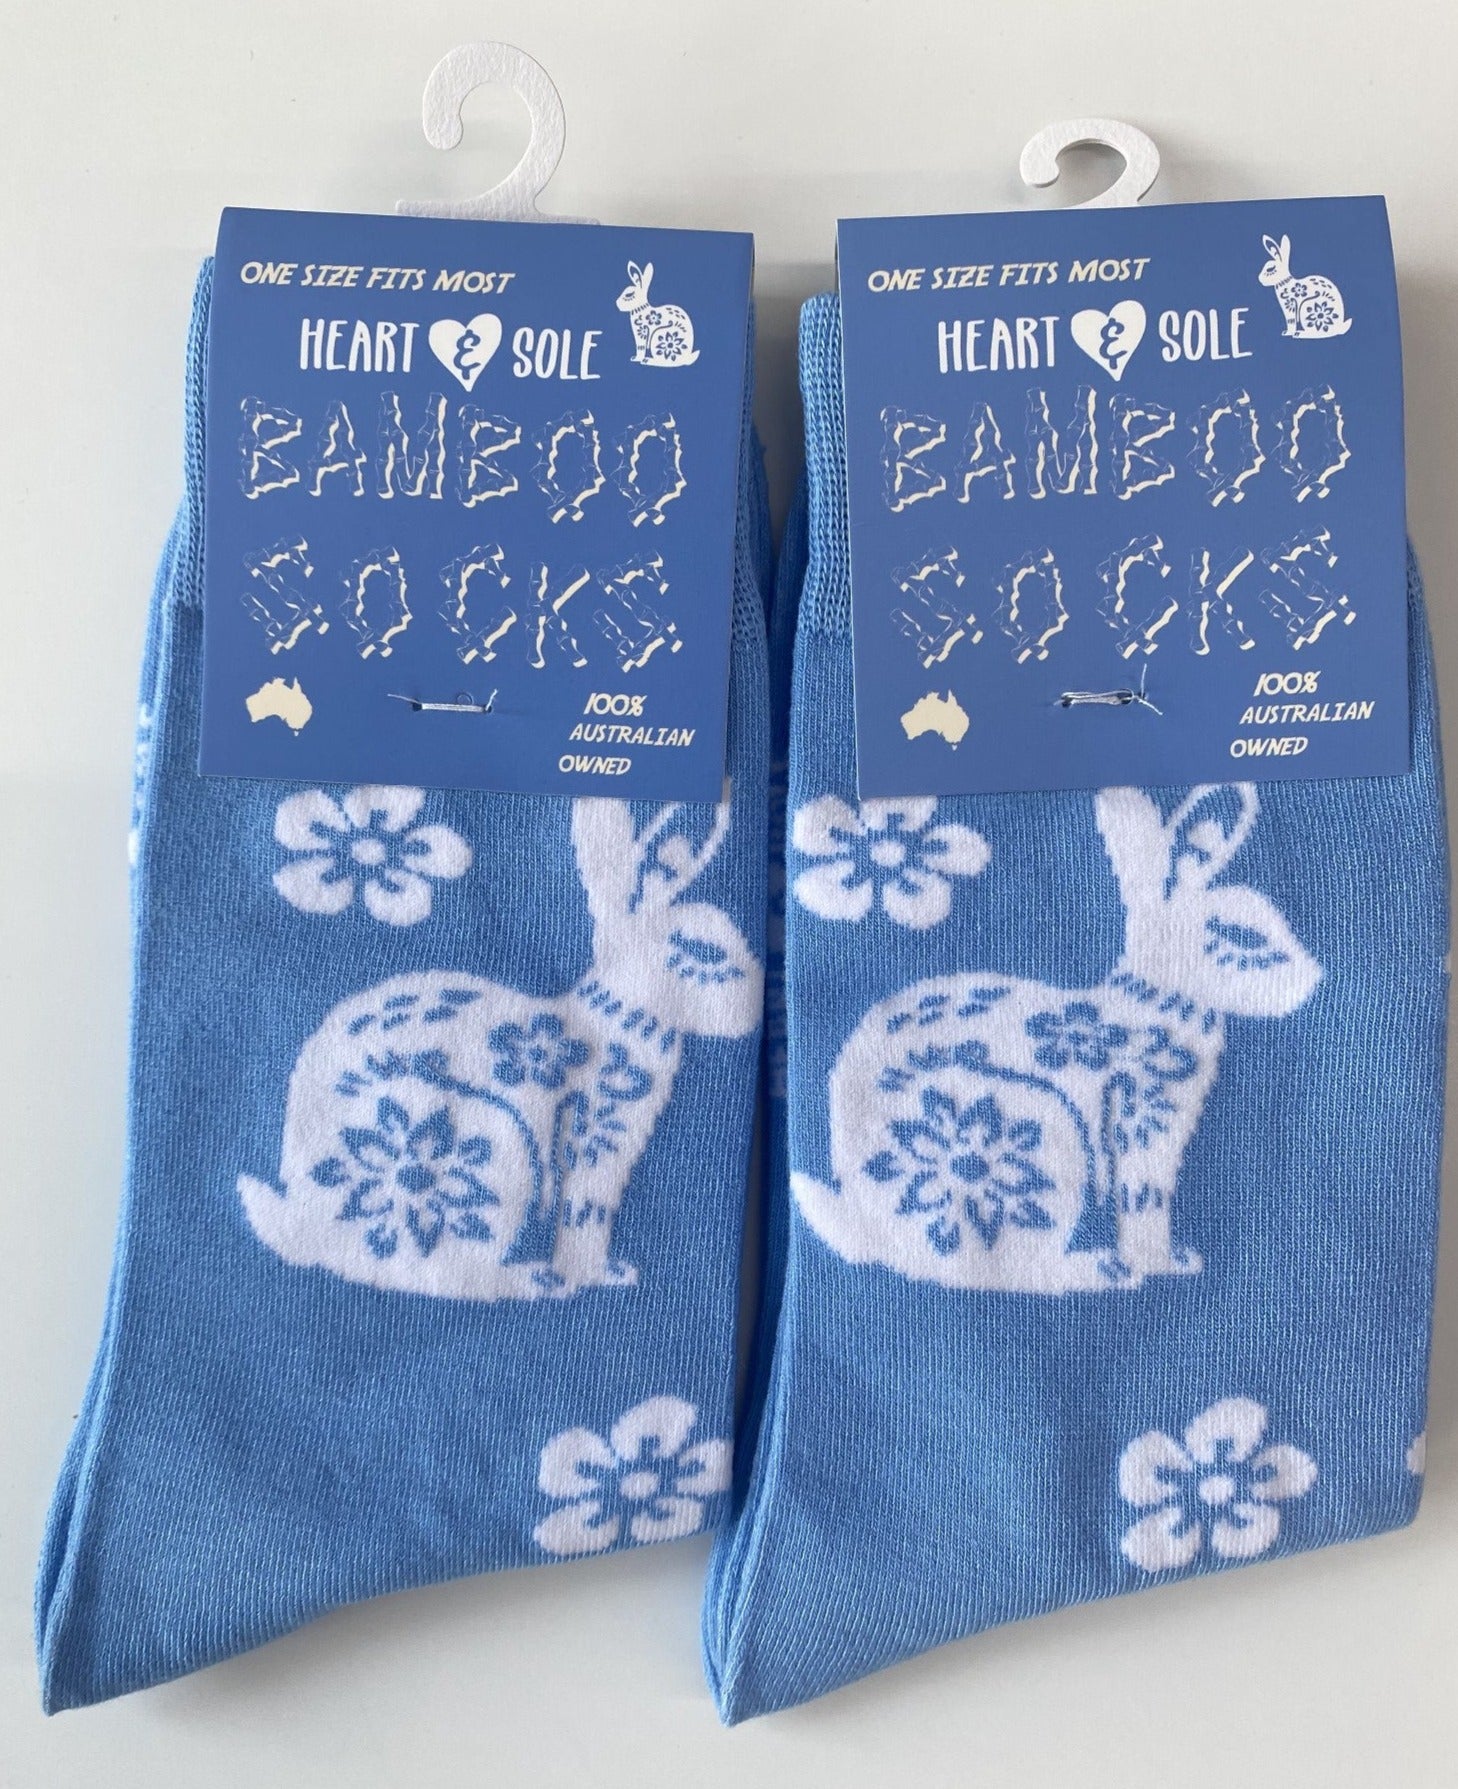 ONE SIZE FITS MOST
HEART & SOLE
BAMBOO
SOCKS
100%
AUSTRALIAN
OWNED
ONE SIZE FITS MOST
HEART & SOLE
BAMBOO
SOCKS
100%
AUSTRALIAN
OWNED